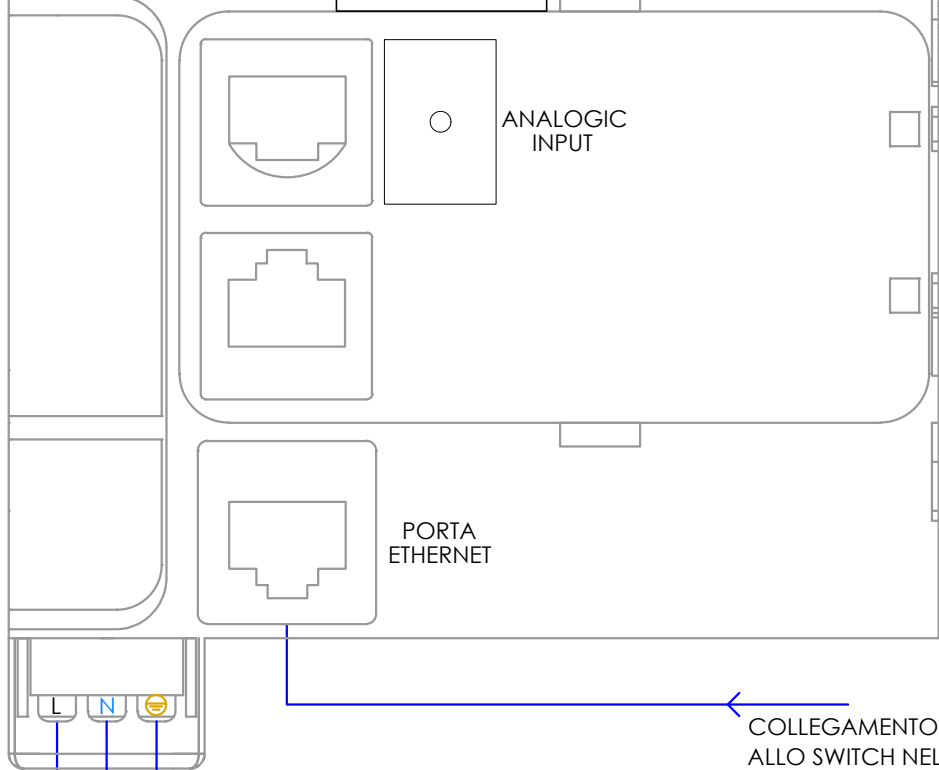 ANALOGIC
INPUT
PORTA
ETHERNET
L N
COLLEGAMENTO
ALLO SWITCH NEL